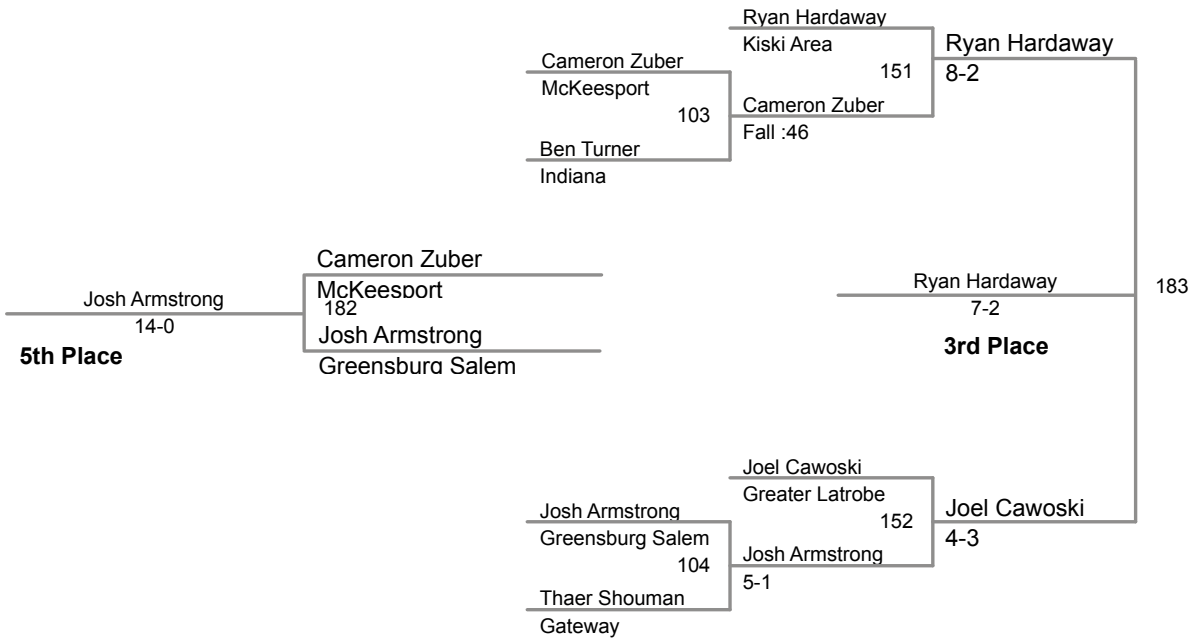 Ryan Hardaway
Kiski Area
151
Ryan Hardaway
8-2
Cameron Zuber
McKeesport
103
Cameron Zuber
Fall :46
Ben Turner
Indiana
Cameron Zuber
McKeesport
182
Josh Armstrong
14-0
5th Place
Josh Armstrong
Greensburg Salem
Ryan Hardaway
7-2
183
3rd Place
Joel Cawoski
Greater Latrobe
152
Joel Cawoski
4-3
Josh Armstrong
Greensburg Salem
104
Josh Armstrong
5-1
Thaer Shouman
Gateway